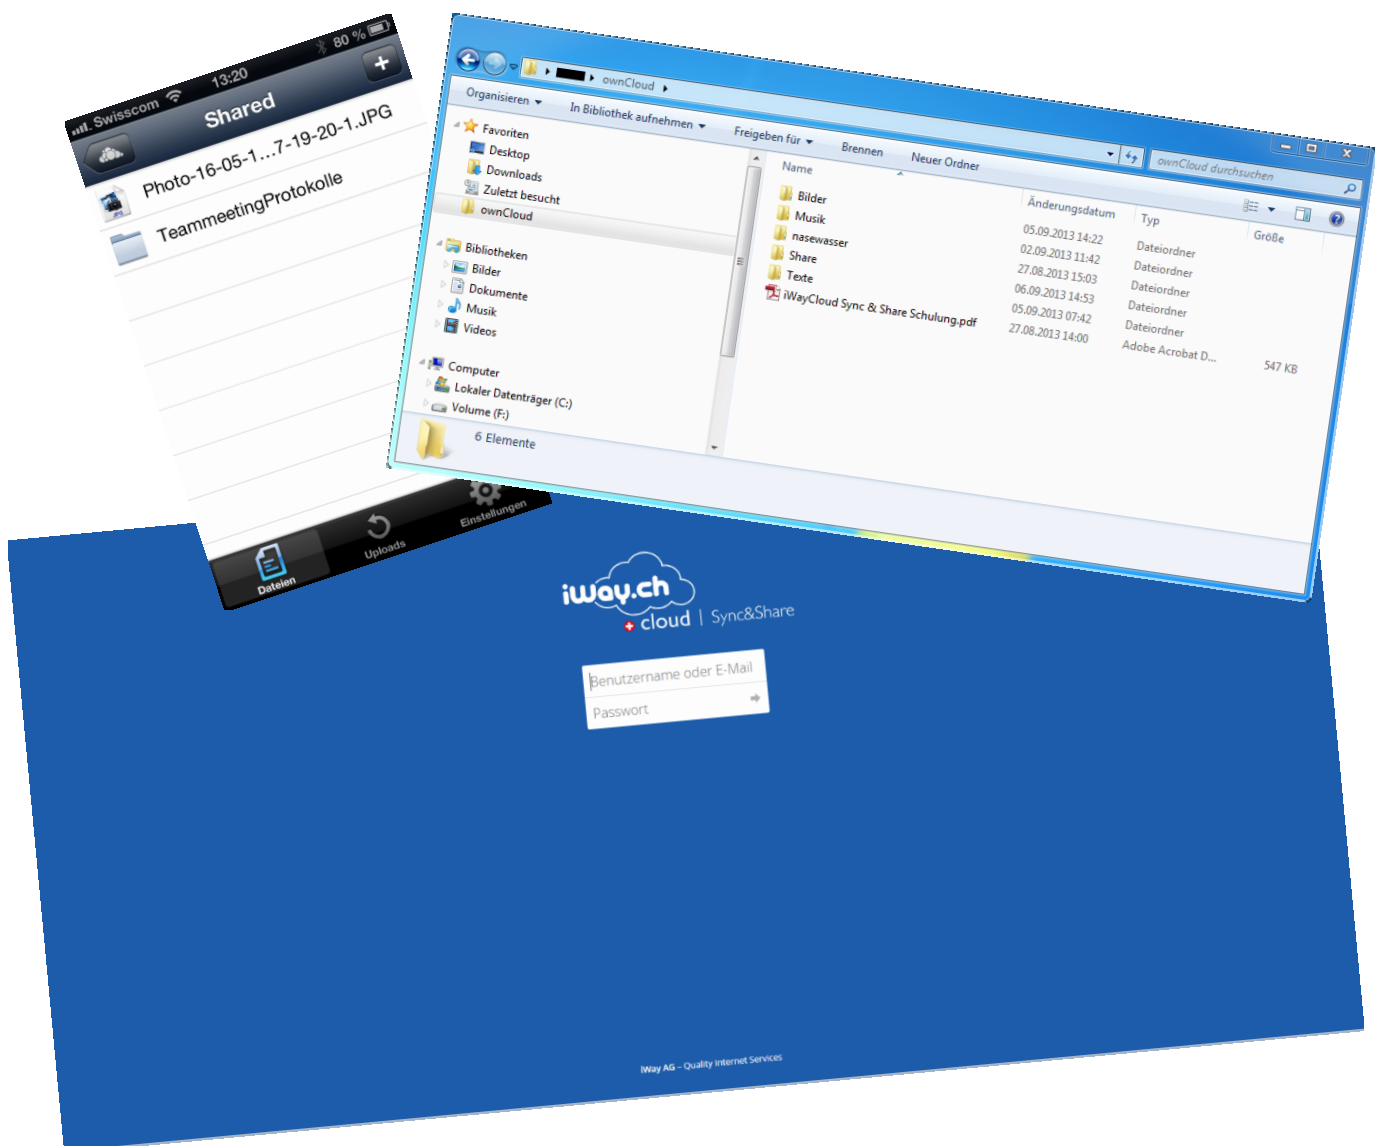 Swisscom 13:20 80 %
Shared
+
Photo-16-05-1...7-19-20-1.JPG
TeammeetingProtokolle
Dateien
Uploads
Einstellungen
ownCloud
ownCloud durchsuchen
Organisieren
In Bibliothek aufnehmen
Freigeben für
Brennen
Neuer Ordner
Favoriten
Desktop
Downloads
Zuletzt besucht
ownCloud
Bibliotheken
Bilder
Dokumente
Musik
Videos
Computer
Lokaler Datenträger (C:)
Volume (F:)
Name Änderungsdatum Typ Größe
Bilder 05.09.2013 14:22 Dateiordner
Musik 02.09.2013 11:42 Dateiordner
nasewasser 27.08.2013 15:03 Dateiordner
Share 06.09.2013 14:53 Dateiordner
Texte 05.09.2013 07:42 Dateiordner
iWayCloud Sync & Share Schulung.pdf 27.08.2013 14:00 Adobe Acrobat D... 547 KB
6 Elemente
iway.ch
cloud | Sync&Share
Benutzername oder E-Mail
Passwort
iWay AG – Quality Internet Services